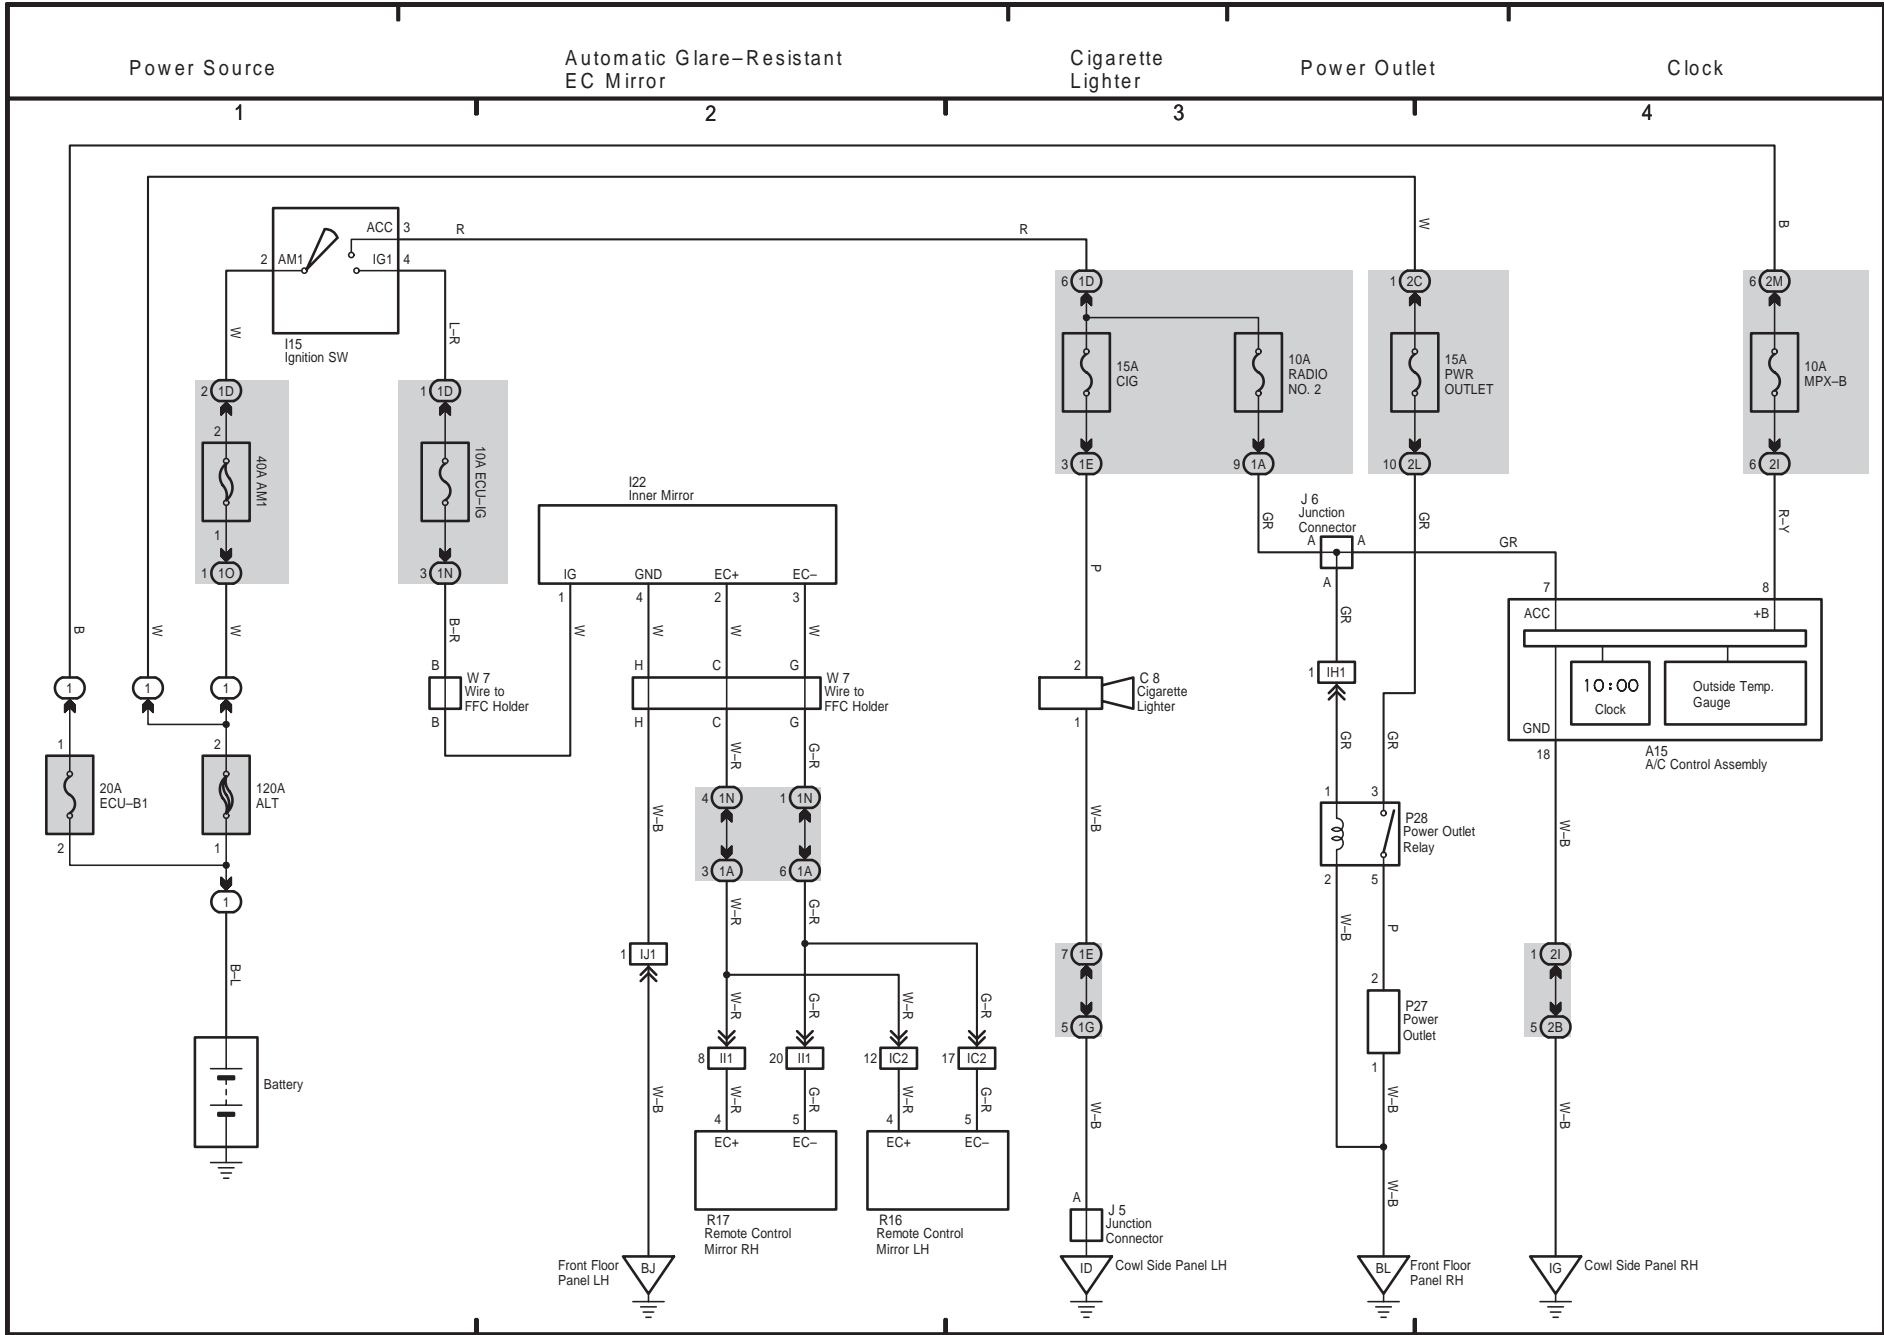 Power Source
Automatic Glare–Resistant
EC Mirror
Cigarette
Lighter
Power Outlet
Clock
1
2
3
4
ACC 3
R
R
2 AM1
IG1 4
I15
Ignition SW
W
L–R
W
B
6 1D
1 2C
6 2M
15A
CIG
10A
RADIO
NO. 2
15A
PWR
OUTLET
10A
MPX–B
2 1D
1 1D
2
40A AM1
1
10A ECU–IG
1 1O
3 1N
3 1E
9 1A
10 2L
6 2I
I22
Inner Mirror
IG
GND
EC+
EC–
1
4
2
3
J 6
Junction
Connector
A
A
A
GR
GR
GR
R–Y
P
7
8
ACC
+B
10:00
Clock
Outside Temp.
Gauge
GND
18
A15
A/C Control Assembly
B
W
W
B–R
W
W
W
W
GR
1
1
1
B
W 7
Wire to
FFC Holder
B
H
C
G
W 7
Wire to
FFC Holder
H
C
G
2
C 8
Cigarette
Lighter
1
1 IH1
GR
GR
1
20A
ECU–B1
2
2
120A
ALT
1
1
W–R
G–R
4 1N
1 1N
3 1A
6 1A
W–B
W–B
W–B
1
3
P28
Power Outlet
Relay
2
5
W–R
G–R
W–B
P
B–L
1 IJ1
7 1E
5 1G
1 2I
5 2B
2
P27
Power
Outlet
1
W–R
G–R
W–R
G–R
8 II1
20 II1
12 IC2
17 IC2
Battery
W–B
W–R
G–R
W–R
G–R
W–B
W–B
W–B
4
5
4
5
EC+
EC–
EC+
EC–
R17
Remote Control
Mirror RH
R16
Remote Control
Mirror LH
A
J 5
Junction
Connector
W–B
Front Floor
Panel LH
BJ
ID
Cowl Side Panel LH
BL
Front Floor
Panel RH
IG
Cowl Side Panel RH